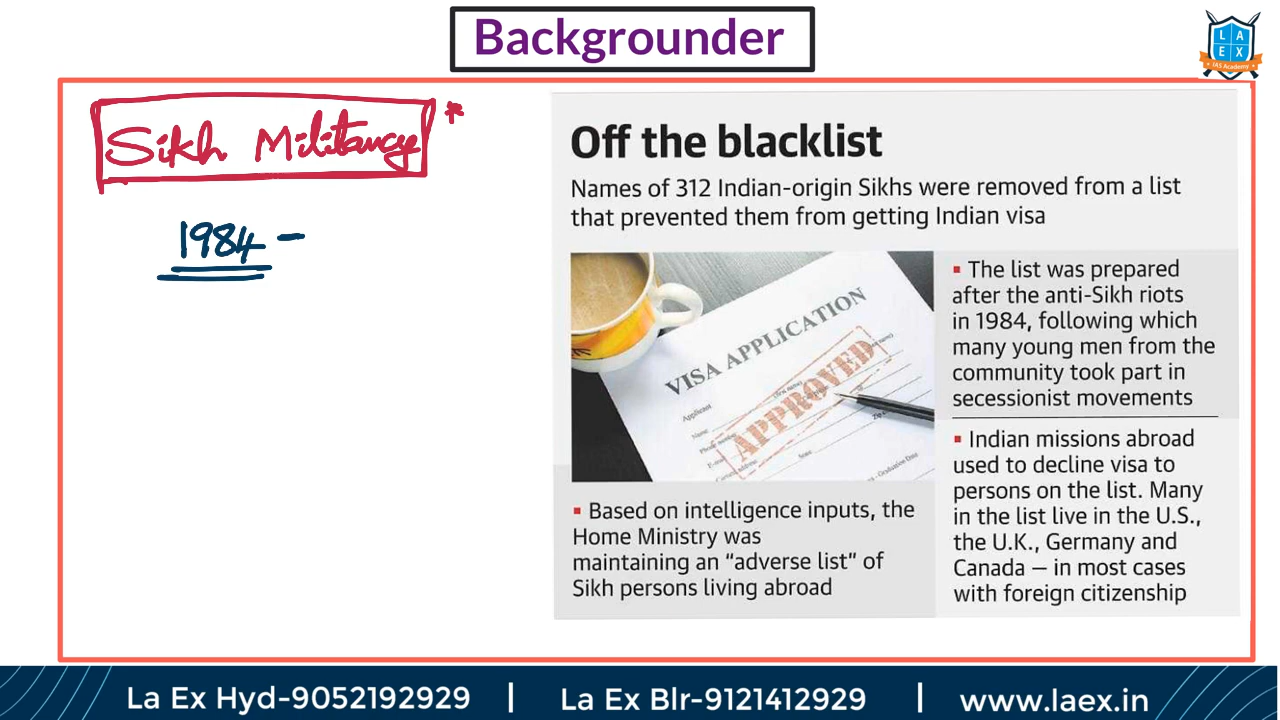 Backgrounder
L A
E X
IAS Academy
Sikh Militancy *
1984 –
Off the blacklist
Names of 312 Indian-origin Sikhs were removed from a list
that prevented them from getting Indian visa
VISA APPLICATION
APPROVED
Applicant
Name
▪ The list was prepared
after the anti-Sikh riots
in 1984, following which
many young men from the
community took part in
secessionist movements
▪ Based on intelligence inputs, the
Home Ministry was
maintaining an “adverse list” of
Sikh persons living abroad
▪ Indian missions abroad
used to decline visa to
persons on the list. Many
in the list live in the U.S.,
the U.K., Germany and
Canada — in most cases
with foreign citizenship
La Ex Hyd-9052192929 | La Ex Blr-9121412929 | www.laex.in